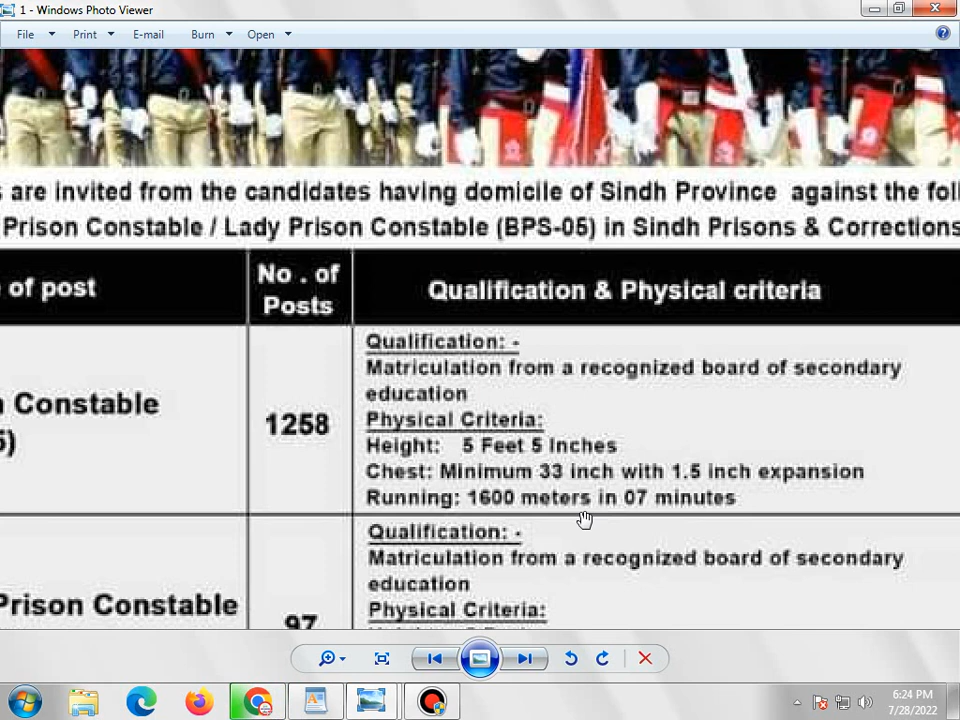 1 - Windows Photo Viewer
File Print E-mail Burn Open
are invited from the candidates having domicile of Sindh Province against the
Prison Constable / Lady Prison Constable (BPS-05) in Sindh Prisons & Corrections
of post
No . of
Posts
Qualification & Physical criteria
Constable
1258
Qualification: -
Matriculation from a recognized board of secondary
education
Physical Criteria:
Height: 5 Feet 5 Inches
Chest: Minimum 33 inch with 1.5 inch expansion
Running: 1600 meters in 07 minutes
Prison Constable
97
Qualification: -
Matriculation from a recognized board of secondary
education
Physical Criteria:
6:24 PM
7/28/2022